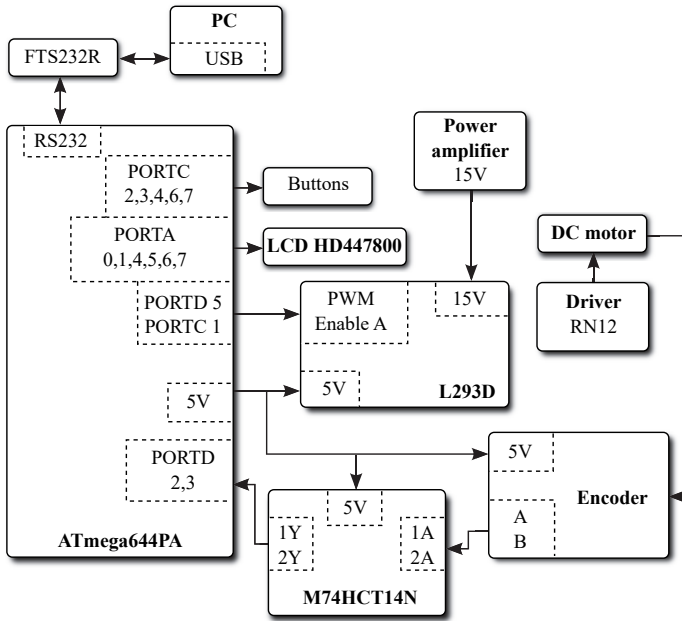 PC
USB
FTS232R
RS232
PORTC
2,3,4,6,7
Buttons
Power
amplifier
15V
PORTA
0,1,4,5,6,7
LCD HD447800
DC motor
PORTD 5
PORTC 1
PWM
Enable A
15V
Driver
RN12
5V
5V
L293D
PORTD
2,3
5V
5V
Encoder
A
B
1Y
2Y
1A
2A
ATmega644PA
M74HCT14N